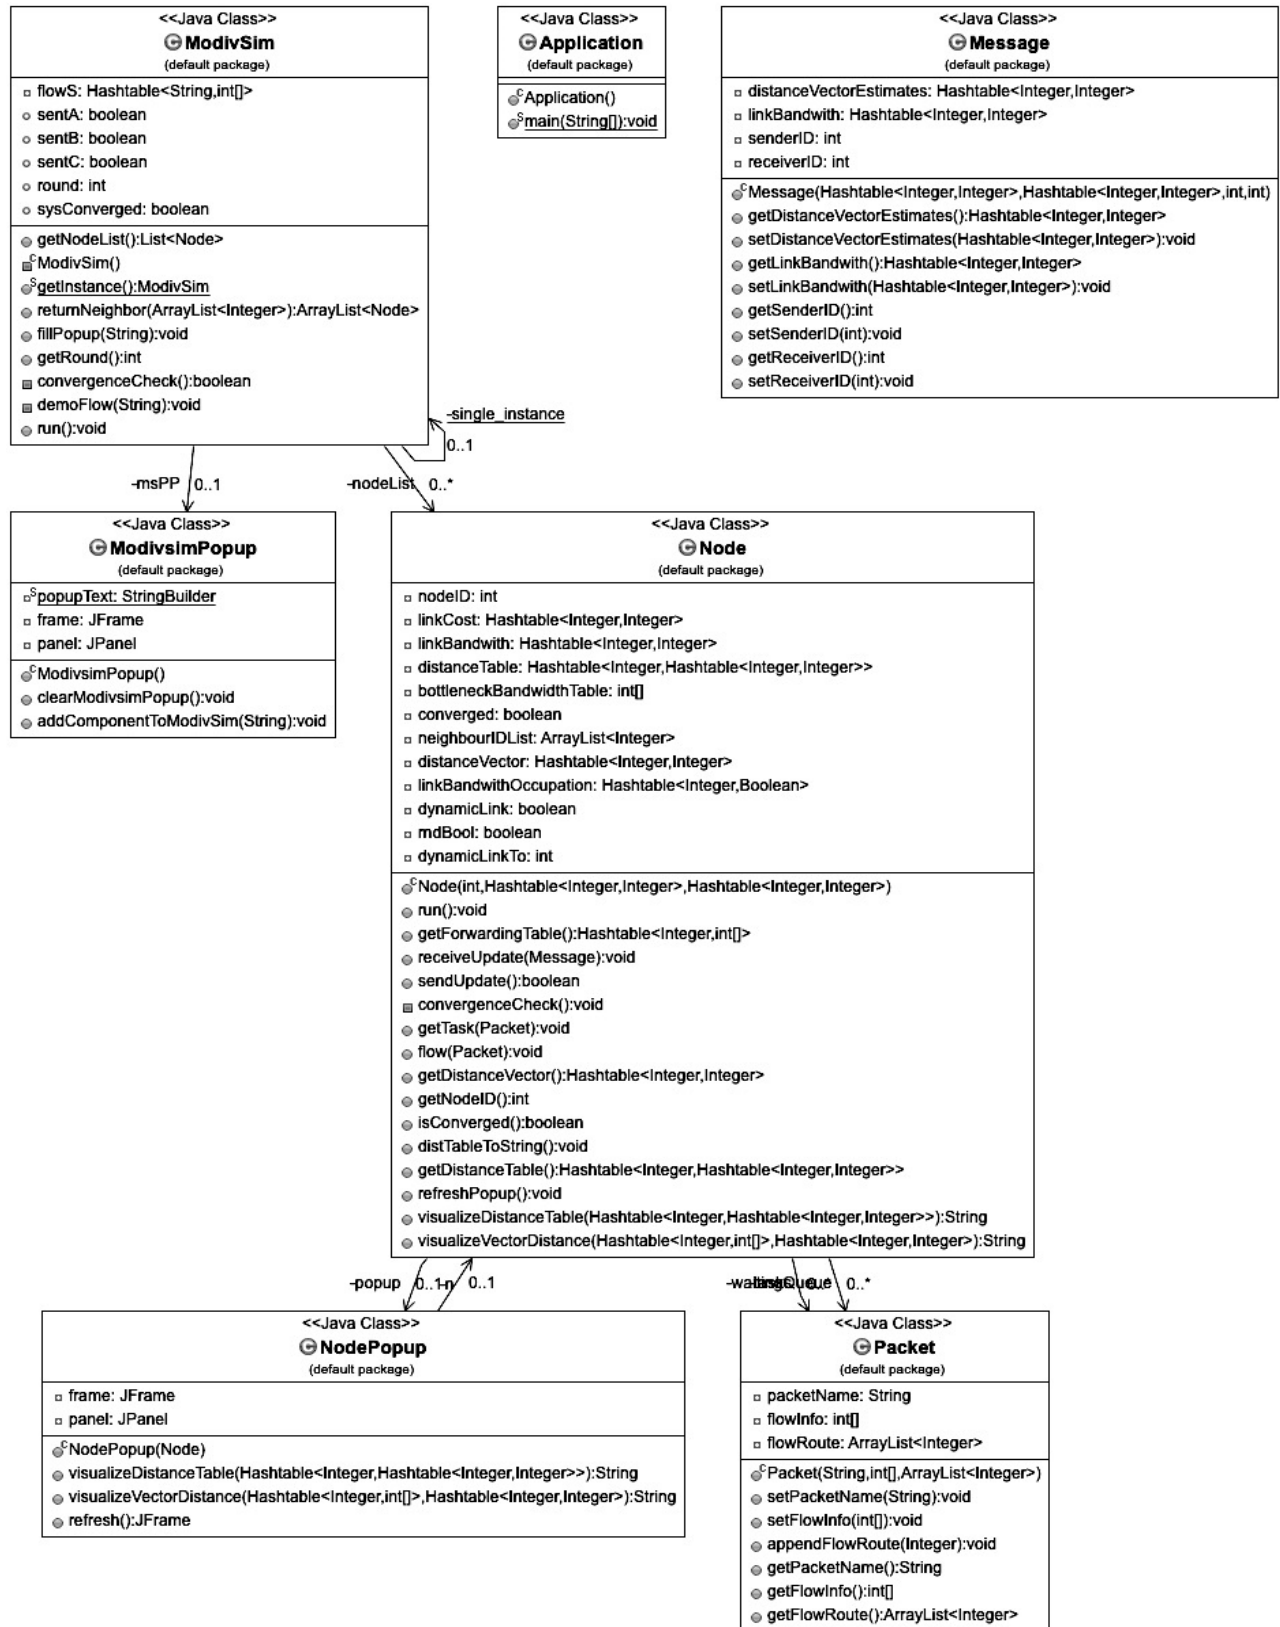 <<Java Class>>
ModivSim
(default package)
flowS: Hashtable<String,int[]>
sentA: boolean
sentB: boolean
sentC: boolean
round: int
sysConverged: boolean
getNodeList():List<Node>
ModivSim()
getInstance():ModivSim
returnNeighbor(ArrayList<Integer>):ArrayList<Node>
fillPopup(String):void
getRound():int
convergenceCheck():boolean
demoFlow(String):void
run():void
<<Java Class>>
Application
(default package)
Application()
main(String[]):void
<<Java Class>>
Message
(default package)
distanceVectorEstimates: Hashtable<Integer,Integer>
linkBandwith: Hashtable<Integer,Integer>
senderID: int
receiverID: int
Message(Hashtable<Integer,Integer>,Hashtable<Integer,Integer>,int,int)
getDistanceVectorEstimates():Hashtable<Integer,Integer>
setDistanceVectorEstimates(Hashtable<Integer,Integer>):void
getLinkBandwith():Hashtable<Integer,Integer>
setLinkBandwith(Hashtable<Integer,Integer>):void
getSenderID():int
setSenderID(int):void
getReceiverID():int
setReceiverID(int):void
-single_instance
0..1
-msPP 0..1
-nodeList 0..*
<<Java Class>>
ModivsimPopup
(default package)
popupText: StringBuilder
frame: JFrame
panel: JPanel
ModivsimPopup()
clearModivsimPopup():void
addComponentToModivSim(String):void
<<Java Class>>
Node
(default package)
nodeID: int
linkCost: Hashtable<Integer,Integer>
linkBandwith: Hashtable<Integer,Integer>
distanceTable: Hashtable<Integer,Hashtable<Integer,Integer>>
bottleneckBandwidthTable: int[]
converged: boolean
neighbourIDList: ArrayList<Integer>
distanceVector: Hashtable<Integer,Integer>
linkBandwithOccupation: Hashtable<Integer,Boolean>
dynamicLink: boolean
rndBool: boolean
dynamicLinkTo: int
Node(int,Hashtable<Integer,Integer>,Hashtable<Integer,Integer>)
run():void
getForwardingTable():Hashtable<Integer,int[]>
receiveUpdate(Message):void
sendUpdate():boolean
convergenceCheck():void
getTask(Packet):void
flow(Packet):void
getDistanceVector():Hashtable<Integer,Integer>
getNodeID():int
isConverged():boolean
distTableToString():void
getDistanceTable():Hashtable<Integer,Hashtable<Integer,Integer>>
refreshPopup():void
visualizeDistanceTable(Hashtable<Integer,Hashtable<Integer,Integer>>):String
visualizeVectorDistance(Hashtable<Integer,int[]>,Hashtable<Integer,Integer>):String
-popup 0..1 -n 0..1
0..*
<<Java Class>>
NodePopup
(default package)
frame: JFrame
panel: JPanel
NodePopup(Node)
visualizeDistanceTable(Hashtable<Integer,Hashtable<Integer,Integer>>):String
visualizeVectorDistance(Hashtable<Integer,int[]>,Hashtable<Integer,Integer>):String
refresh():JFrame
<<Java Class>>
Packet
(default package)
packetName: String
flowInfo: int[]
flowRoute: ArrayList<Integer>
Packet(String,int[],ArrayList<Integer>)
setPacketName(String):void
setFlowInfo(int[]):void
appendFlowRoute(Integer):void
getPacketName():String
getFlowInfo():int[]
getFlowRoute():ArrayList<Integer>